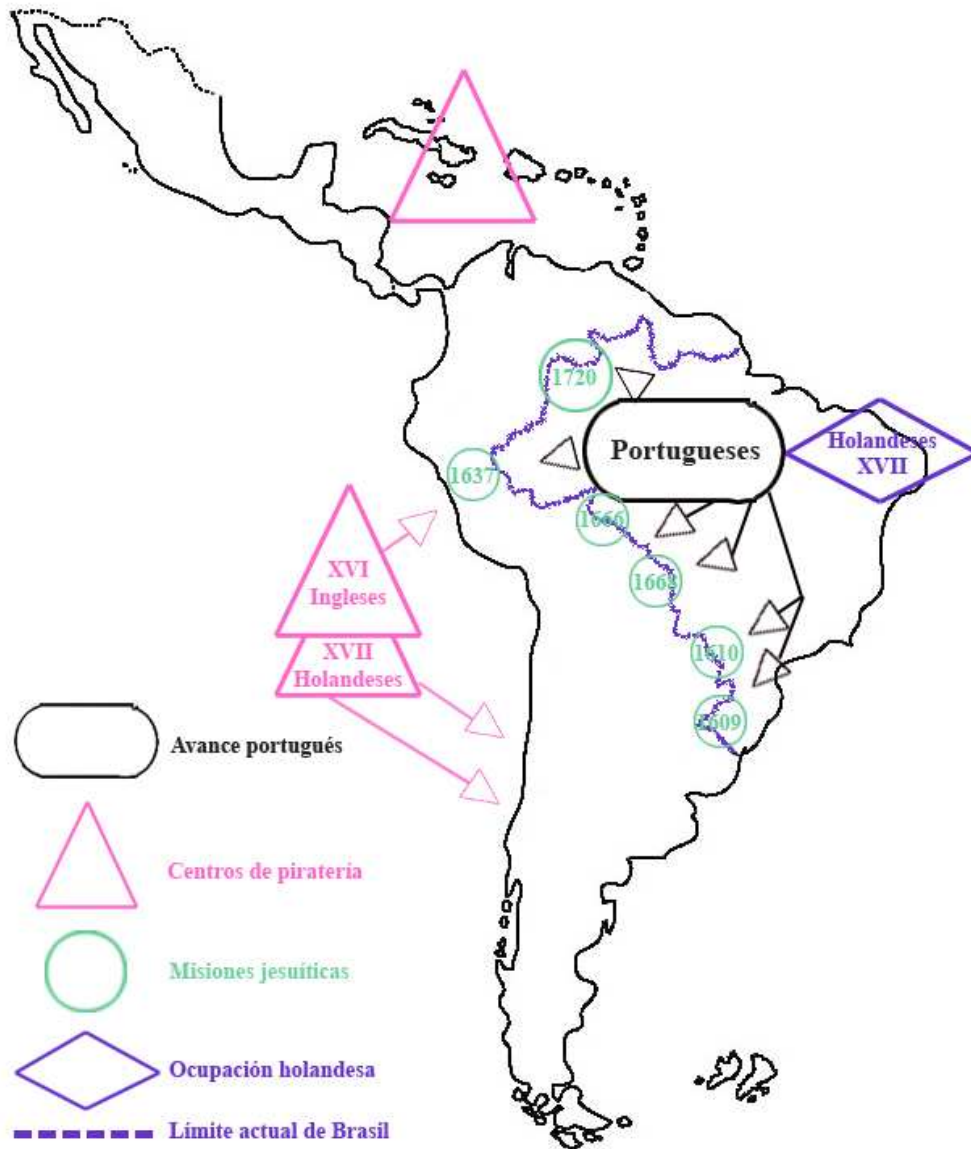 1720
Portugueses
Holandeses
XVII
1637
1666
XVI
Ingleses
1668
XVII
Holandeses
1610
1609
Avance portugués
Centros de piratería
Misiones jesuíticas
Ocupación holandesa
Límite actual de Brasil